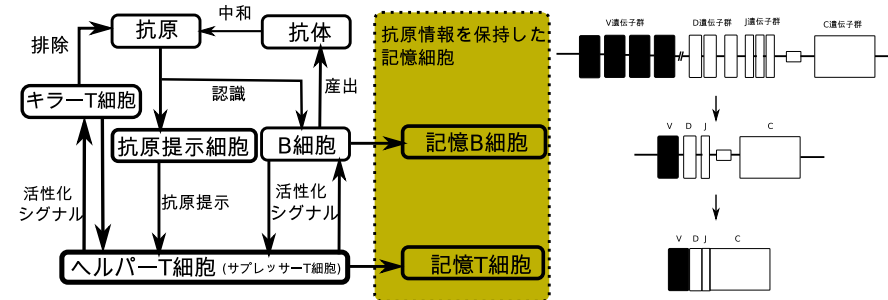 中和
抗原
抗体
排除
キラーT細胞
認識
産出
抗原提示細胞
B細胞
活性化
シグナル
抗原提示
活性化
シグナル
ヘルパーT細胞 (サプレッサーT細胞)
抗原情報を保持した
記憶細胞
記憶B細胞
記憶T細胞
V遺伝子群
D遺伝子群
J遺伝子群
C遺伝子群
V D J C
V D J C